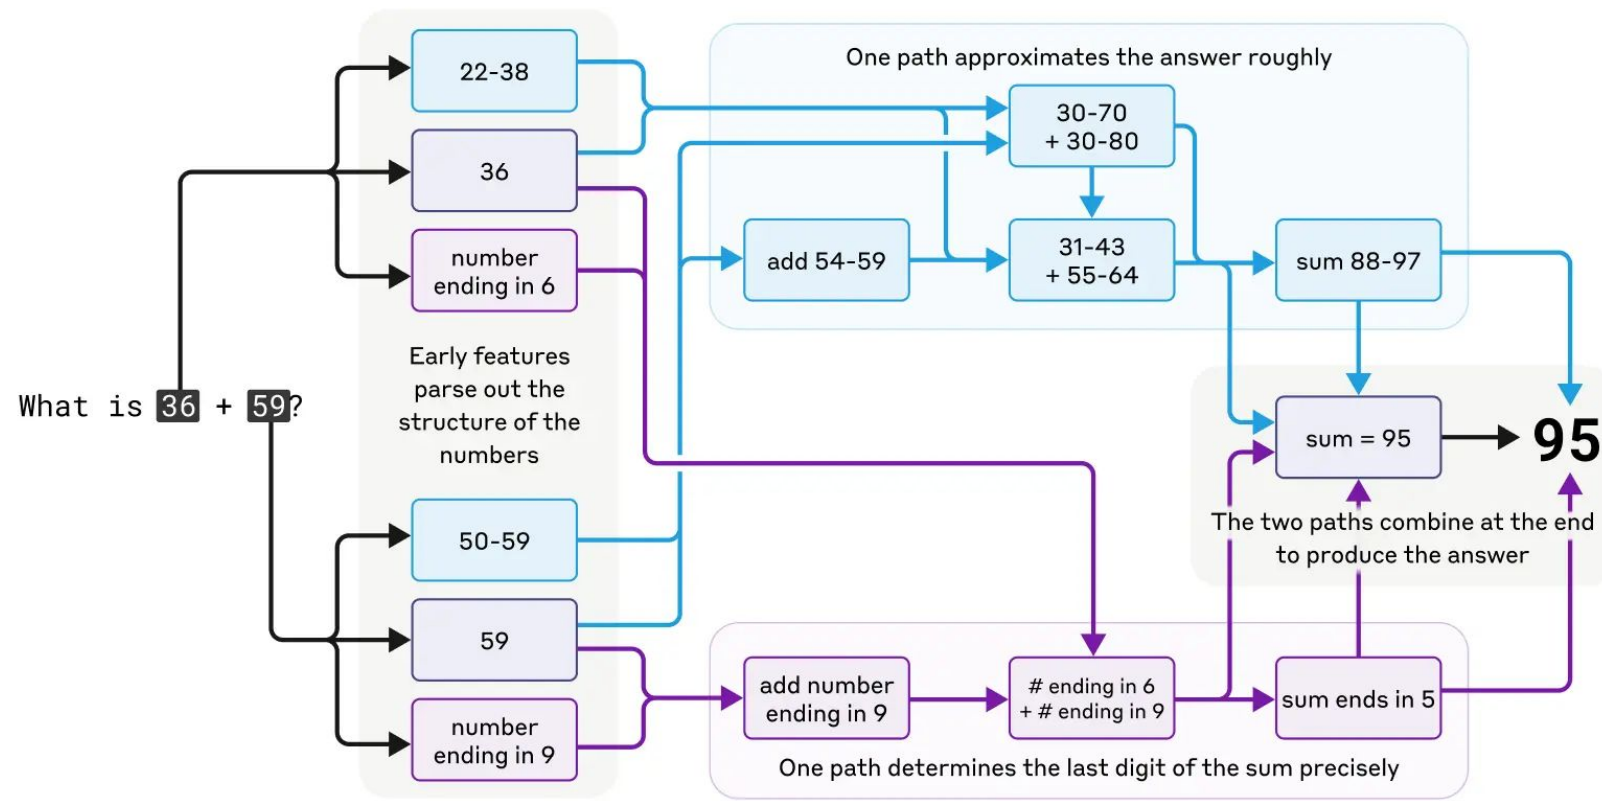 22-38
36
number
ending in 6
Early features
parse out the
structure of the
numbers
What is 36 + 59?
50-59
59
number
ending in 9
One path approximates the answer roughly
30-70
+ 30-80
add 54-59
31-43
+ 55-64
sum 88-97
sum = 95
95
The two paths combine at the end
to produce the answer
add number
ending in 9
# ending in 6
+ # ending in 9
sum ends in 5
One path determines the last digit of the sum precisely